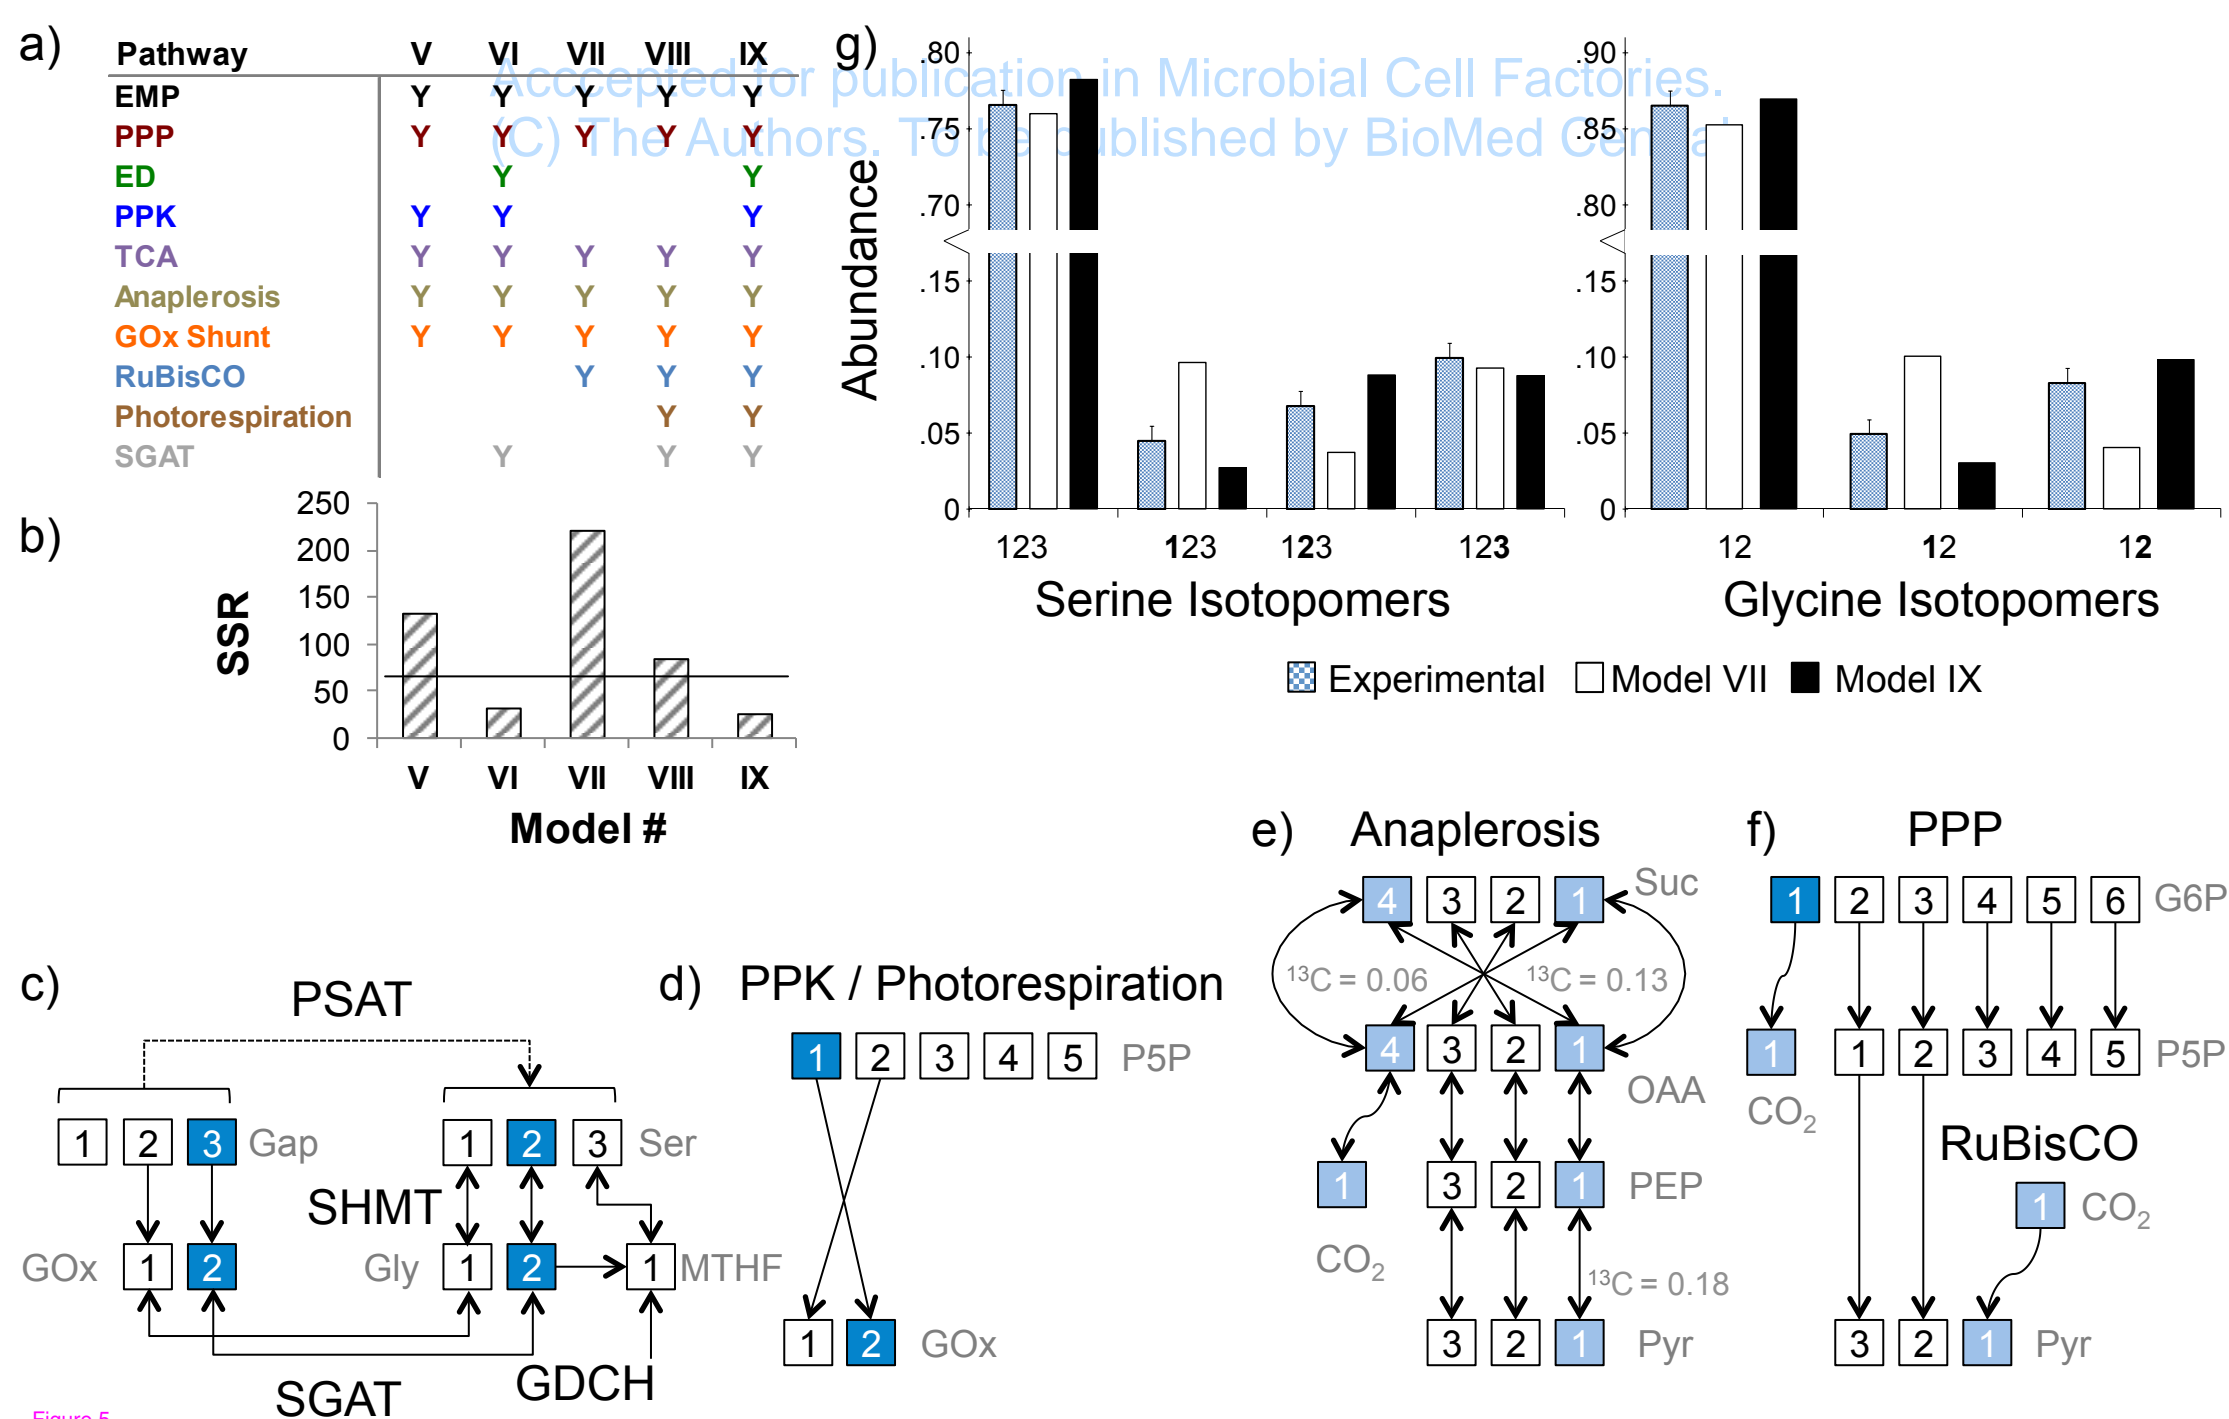 a)
Pathway V VI VII VIII IX
EMP Y Y Y Y Y
PPP Y Y Y Y Y
ED Y Y
PPK Y Y Y
TCA Y Y Y Y Y
Anaplerosis Y Y Y Y Y
GOx Shunt Y Y Y Y Y
RuBisCO Y Y Y
Photorespiration Y Y
SGAT Y Y Y
Acccepted for publication in Microbial Cell Factories.
(C) The Authors. To be published by BioMed Central
b)
SSR
250
200
150
100
50
0
V VI VII VIII IX
Model #
g)
Abundance
.80
.75
.70
.15
.10
.05
0
123 123 123 123
Serine Isotopomers
.90
.85
.80
.15
.10
.05
0
12 12 12
Glycine Isotopomers
Experimental Model VII Model IX
c)
PSAT
1 2 3 Gap
1 2 3 Ser
SHMT
GOx 1 2
Gly 1 2 1 MTHF
SGAT
GDCH
d) PPK / Photorespiration
1 2 3 4 5 P5P
1 2 GOx
e) Anaplerosis
4 3 2 1 Suc
13C = 0.06 13C = 0.13
4 3 2 1 OAA
1 3 2 1 PEP
CO2
13C = 0.18
3 2 1 Pyr
f) PPP
1 2 3 4 5 6 G6P
1 1 2 3 4 5 P5P
CO2
RuBisCO
1 CO2
3 2 1 Pyr
Figure 5